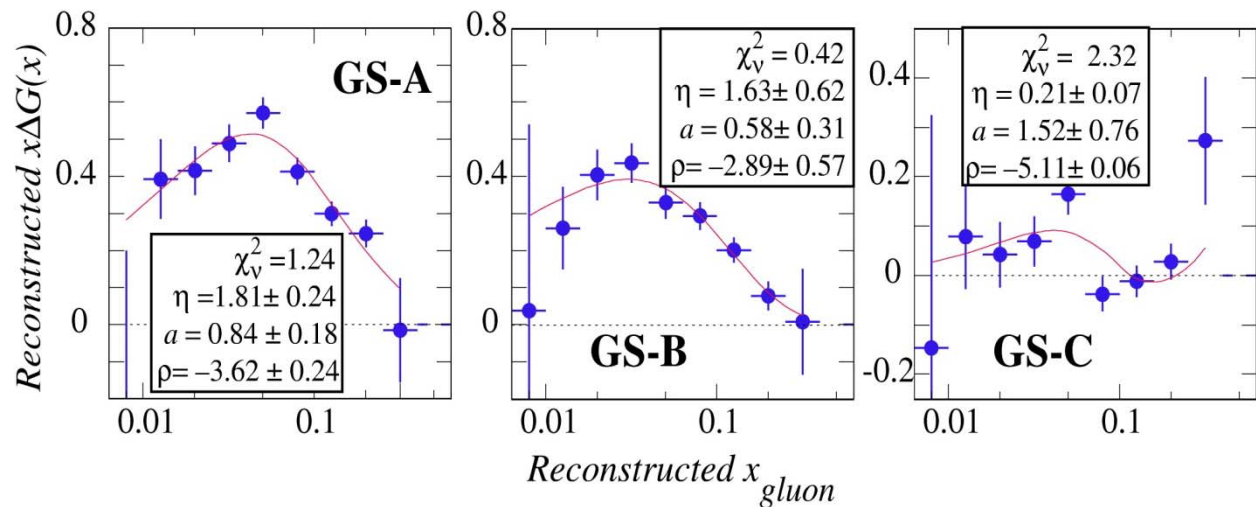 Reconstructed xΔG(x)
0.8
0.4
0
GS-A
χ²ᵥ =1.24
η =1.81± 0.24
a = 0.84 ± 0.18
ρ= −3.62 ± 0.24
0.01
0.1
0.8
0.4
0
χ²ᵥ = 0.42
η = 1.63± 0.62
a = 0.58± 0.31
ρ= −2.89± 0.57
GS-B
0.01
0.1
0.4
0.2
0
-0.2
χ²ᵥ = 2.32
η = 0.21± 0.07
a = 1.52± 0.76
ρ= −5.11± 0.06
GS-C
0.01
0.1
Reconstructed x gluon